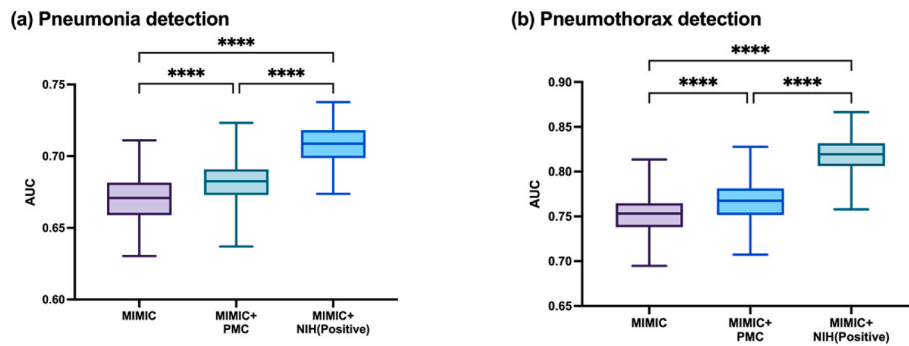 (a) Pneumonia detection
****
****
****
0.75
0.70
0.65
0.60
AUC
MIMIC
MIMIC+
PMC
MIMIC+
NIH(Positive)
(b) Pneumothorax detection
****
****
****
0.90
0.85
0.80
0.75
0.70
0.65
AUC
MIMIC
MIMIC+
PMC
MIMIC+
NIH(Positive)